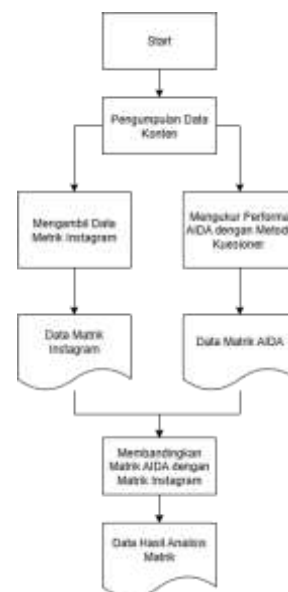 Start
Pengumpulan Data
Konten
Mengambil Data
Metrik Instagram
Mengukur Performa
AIDA dengan Metode
Kuesioner
Data Matrik
Instagram
Data Matrik AIDA
Membandingkan
Matrik AIDA dengan
Matrik Instagram
Data Hasil Analisis
Matrik